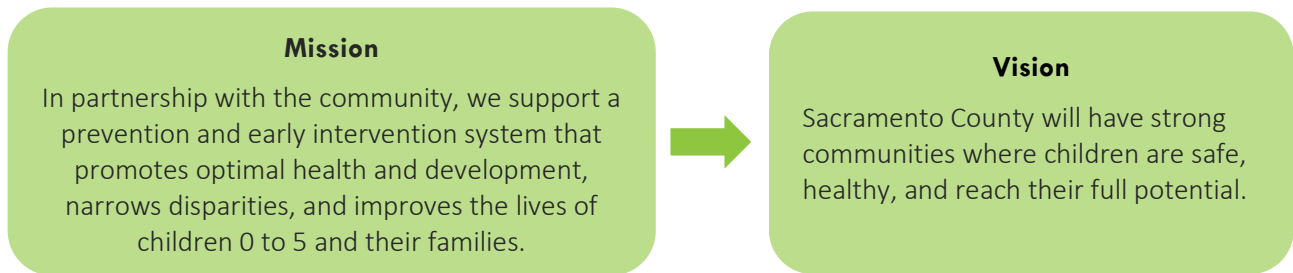 Mission
In partnership with the community, we support a
prevention and early intervention system that
promotes optimal health and development,
narrows disparities, and improves the lives of
children 0 to 5 and their families.
Vision
Sacramento County will have strong
communities where children are safe,
healthy, and reach their full potential.